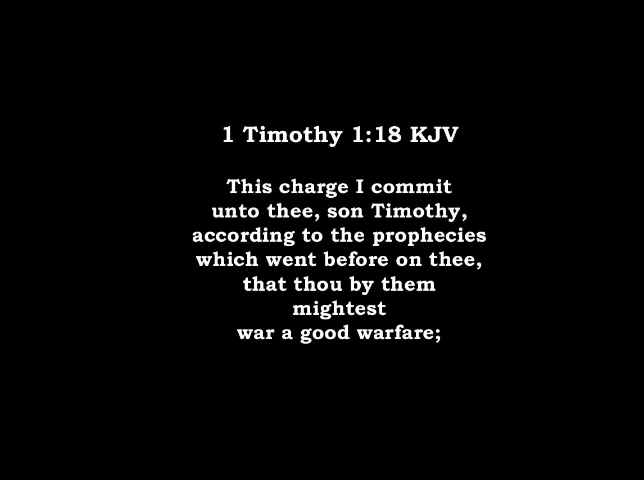 1 Timothy 1:18 KJV
This charge I commit
unto thee, son Timothy,
according to the prophecies
which went before on thee,
that thou by them
mightest
war a good warfare;